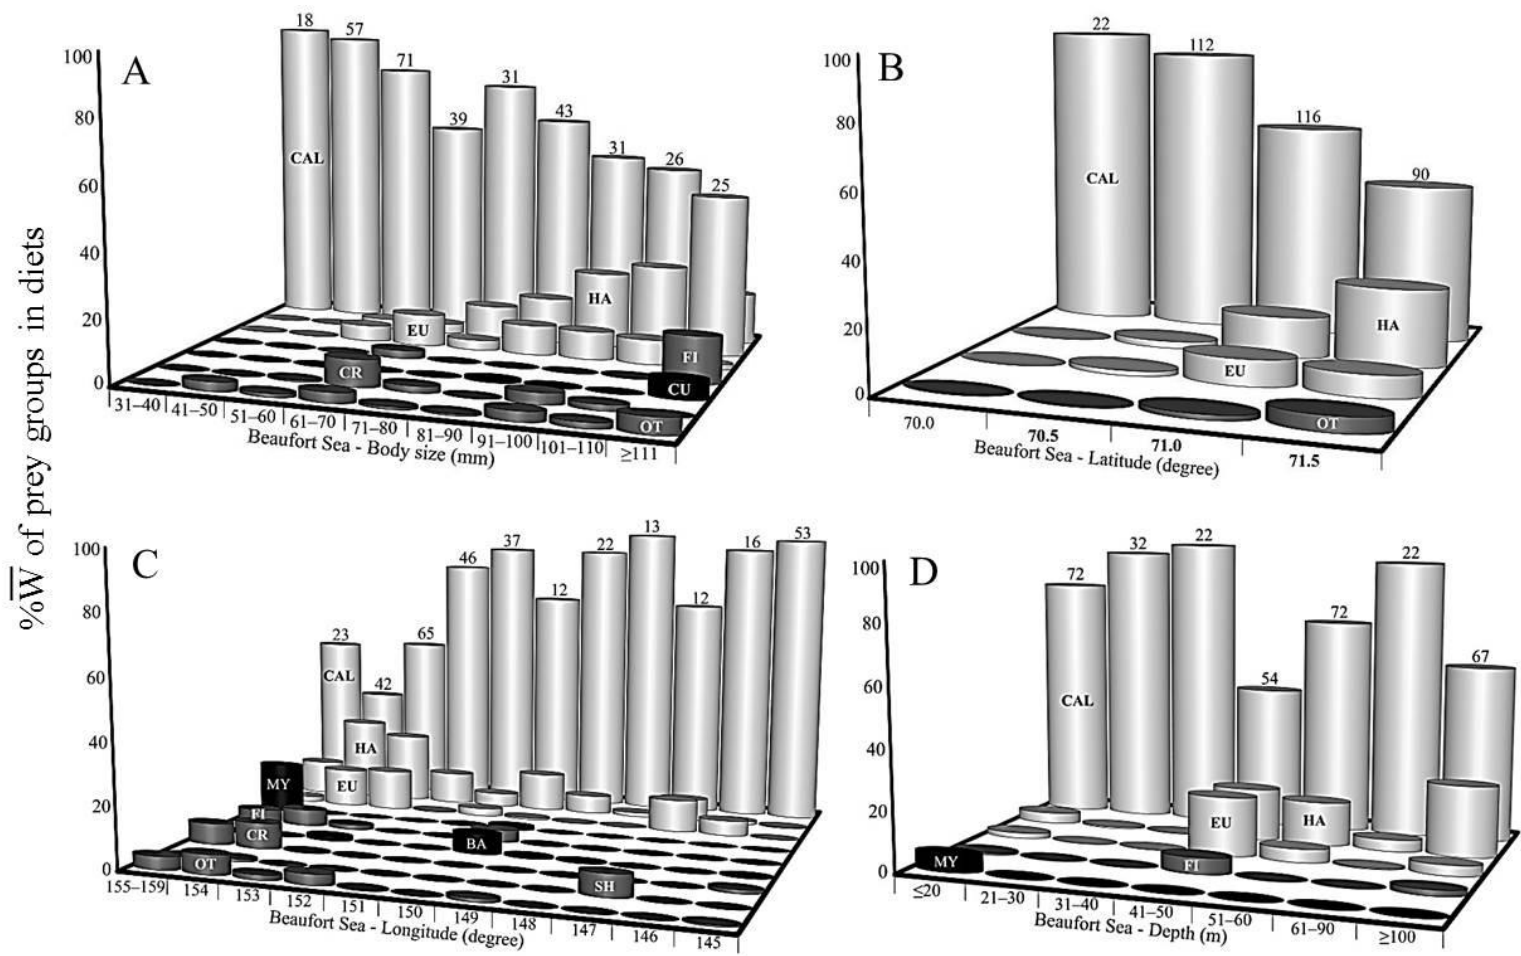 %W̅ of prey groups in diets
A
18 57 71 39 31 43 31 26 25
100
80
60
40
20
0
CAL
HA
EU
FI
CR
CU
OT
31–40 41–50 51–60 61–70 71–80 81–90 91–100 101–110 ≥111
Beaufort Sea - Body size (mm)
B
22 112 116 90
100
80
60
40
20
0
CAL
HA
EU
OT
70.0 70.5 71.0 71.5
Beaufort Sea - Latitude (degree)
C
23 42 65 46 37 12 22 13 12 16 53
100
80
60
40
20
0
CAL
HA
MY
EU
FI
CR
BA
OT
SH
155–159 154 153 152 151 150 149 148 147 146 145
Beaufort Sea - Longitude (degree)
D
72 32 22 54 72 22 67
100
80
60
40
20
0
CAL
EU
HA
MY
FI
≤20 21–30 31–40 41–50 51–60 61–90 ≥100
Beaufort Sea - Depth (m)